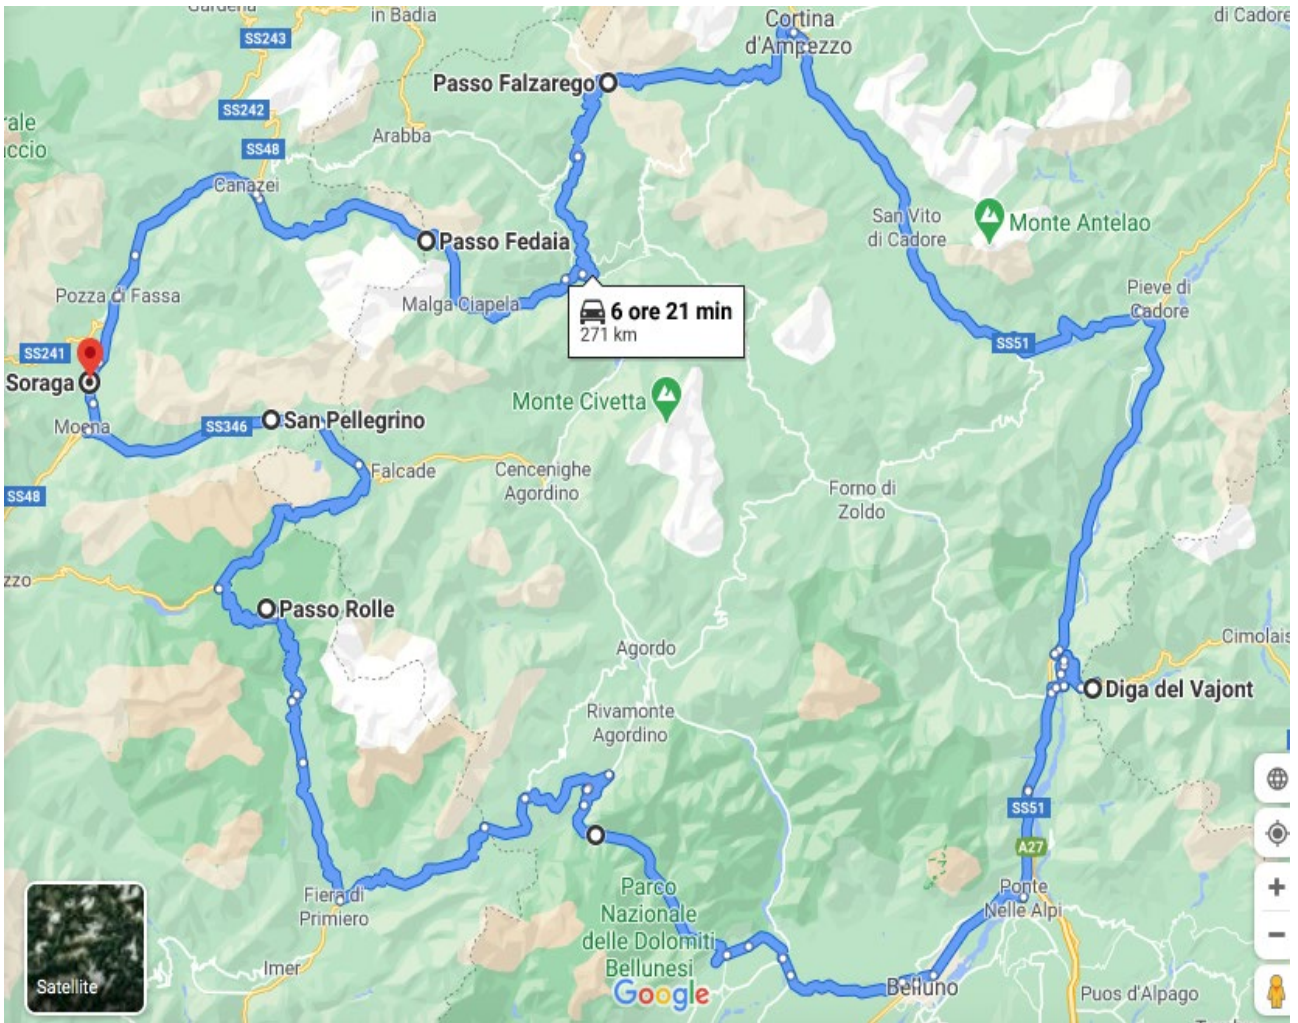 Cortina
d'Ampezzo
in Badia
di Cadore
SS243
Passo Falzarego
SS242
Arabba
SS48
Canazei
San Vito
di Cadore
Monte Antelao
Passo Fedaia
Pozza di Fassa
Malga Ciapela
Pieve di
Cadore
6 ore 21 min
271 km
SS51
SS241
Soraga
Monte Civetta
Moena
SS346
San Pellegrino
Falcade
Cencenighe
Agordino
Forno di
Zoldo
SS48
Passo Rolle
Agordo
Cimolais
Diga del Vajont
Rivamonte
Agordino
SS51
A27
Fiera di
Primiero
Parco
Nazionale
delle Dolomiti
Bellunesi
Ponte
Nelle Alpi
Imer
Satellite
Google
Belluno
Puos d'Alpago